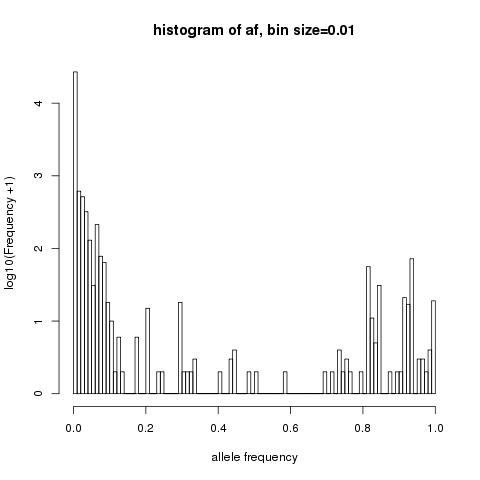 histogram of af, bin size=0.01
log10(Frequency +1)
4
3
2
1
0
0.0 0.2 0.4 0.6 0.8 1.0
allele frequency